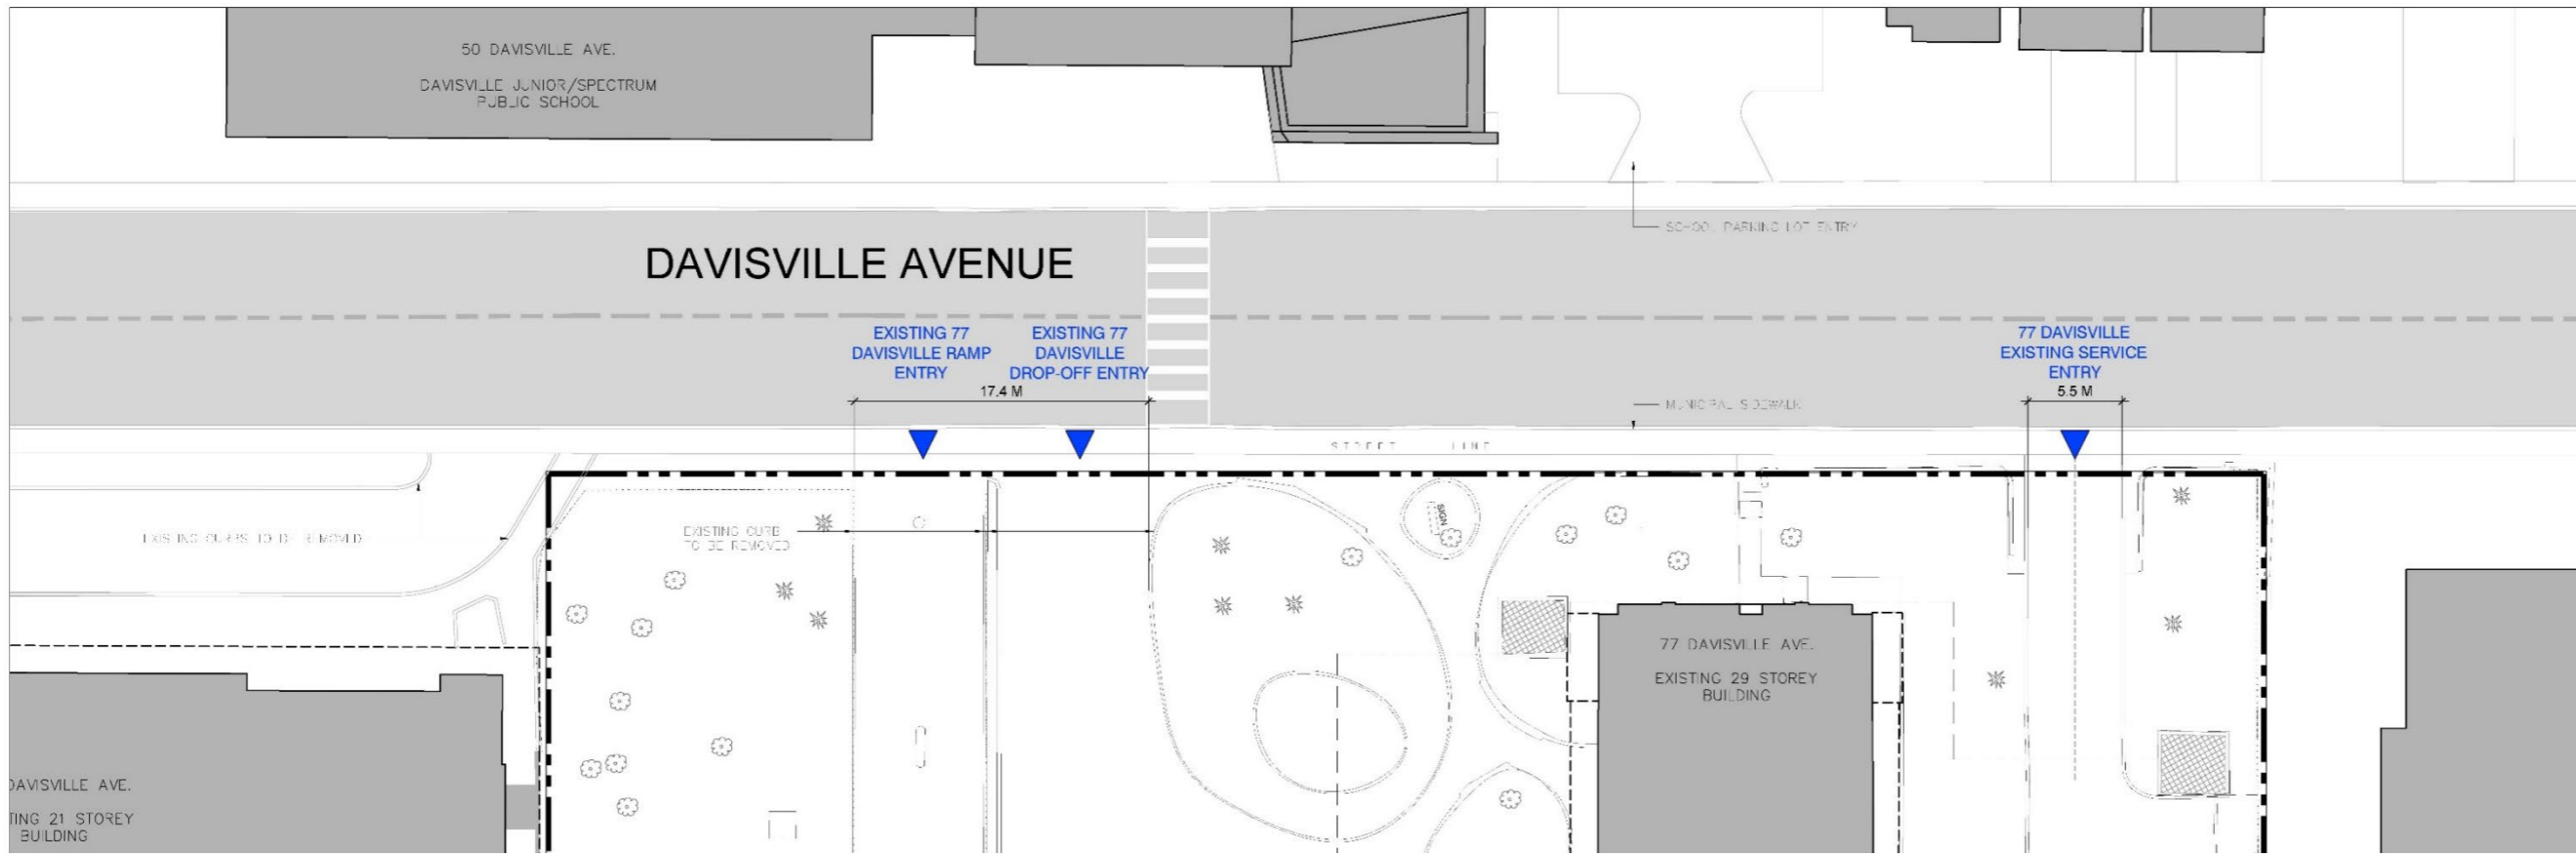 50 DAVISVILLE AVE.
DAVISVILLE JUNIOR/SPECTRUM
PUBLIC SCHOOL
SCHOOL PARKING LOT ENTRY
DAVISVILLE AVENUE
EXISTING 77
DAVISVILLE RAMP
ENTRY
EXISTING 77
DAVISVILLE
DROP-OFF ENTRY
17.4 M
77 DAVISVILLE
EXISTING SERVICE
ENTRY
5.5 M
MUNICIPAL SIDEWALK
STREET LINE
EXISTING CURBS TO BE REMOVED
EXISTING CURB
TO BE REMOVED
SIGN
77 DAVISVILLE AVE.
EXISTING 29 STOREY
BUILDING
DAVISVILLE AVE.
TING 21 STOREY
BUILDING